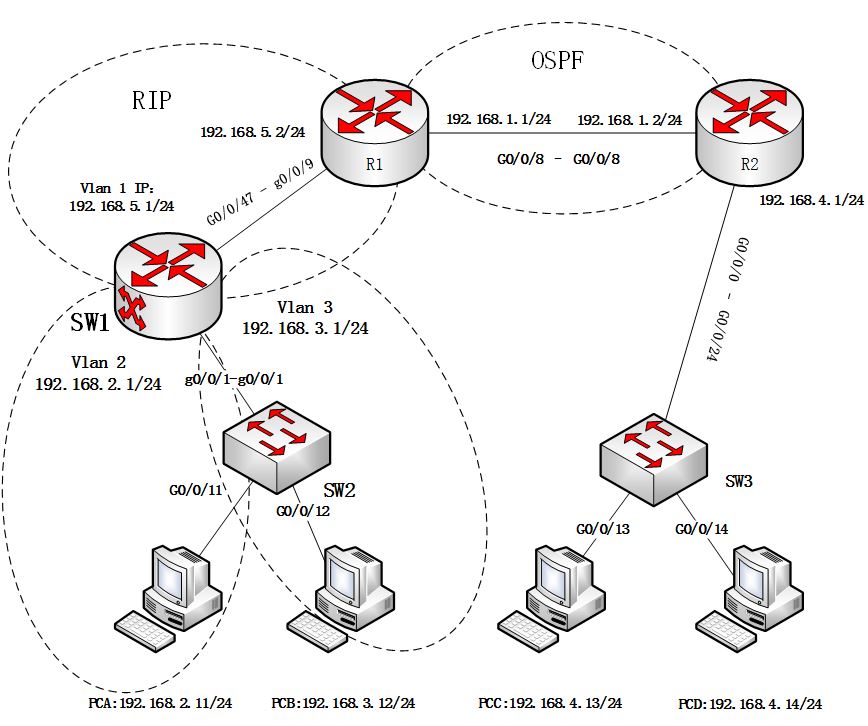 OSPF
RIP
192.168.1.1/24
192.168.1.2/24
192.168.5.2/24
R1
G0/0/8 - G0/0/8
R2
G0/0/47 - g0/0/9
Vlan 1 IP:
192.168.5.1/24
192.168.4.1/24
G0/0/0 - G0/0/24
SW1
Vlan 3
192.168.3.1/24
Vlan 2
192.168.2.1/24
g0/0/1-g0/0/1
SW2
SW3
G0/0/11
G0/0/12
G0/0/13
G0/0/14
PCA:192.168.2.11/24
PCB:192.168.3.12/24
PCC:192.168.4.13/24
PCD:192.168.4.14/24